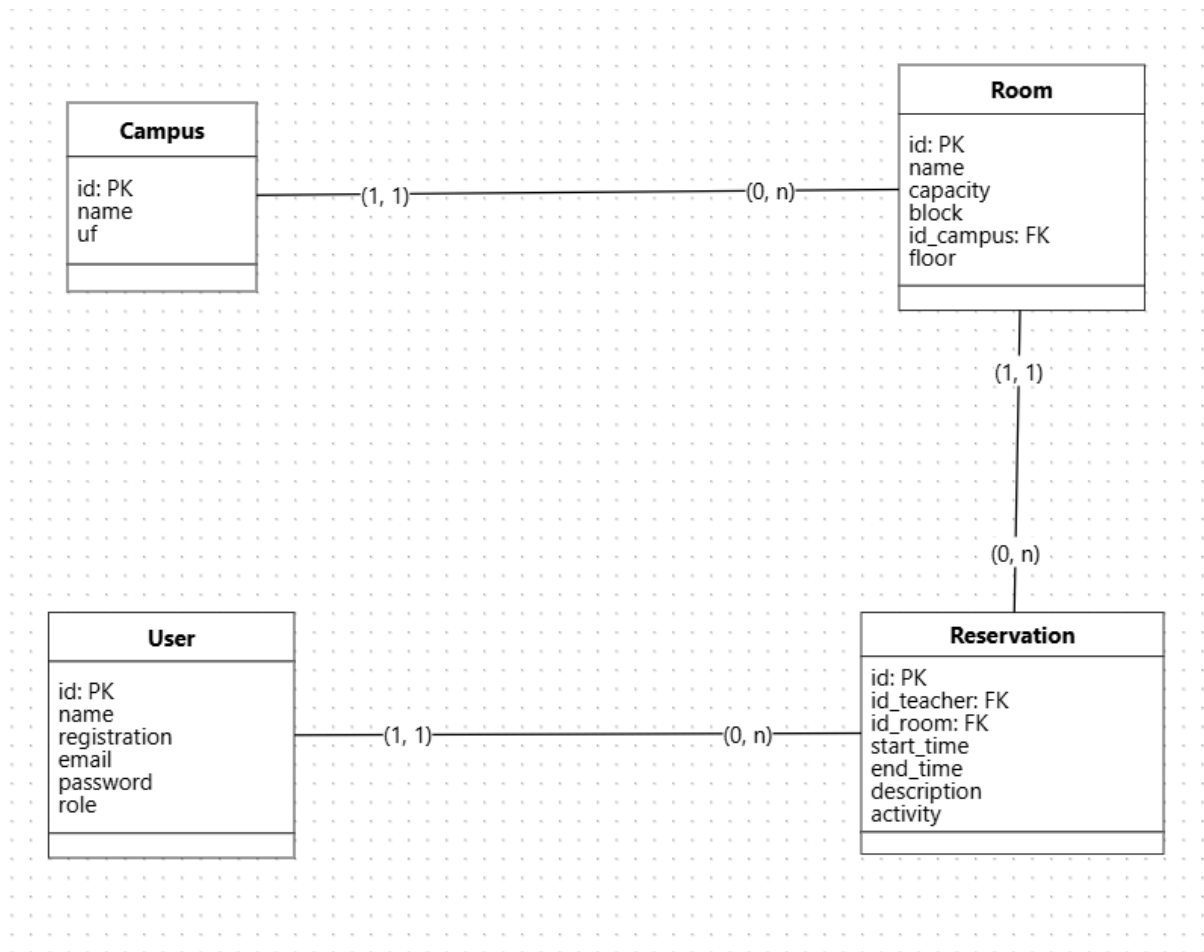 Campus
id: PK
name
uf
(1, 1)
(0, n)
Room
id: PK
name
capacity
block
id_campus: FK
floor
(1, 1)
(0, n)
User
id: PK
name
registration
email
password
role
(1, 1)
(0, n)
Reservation
id: PK
id_teacher: FK
id_room: FK
start_time
end_time
description
activity